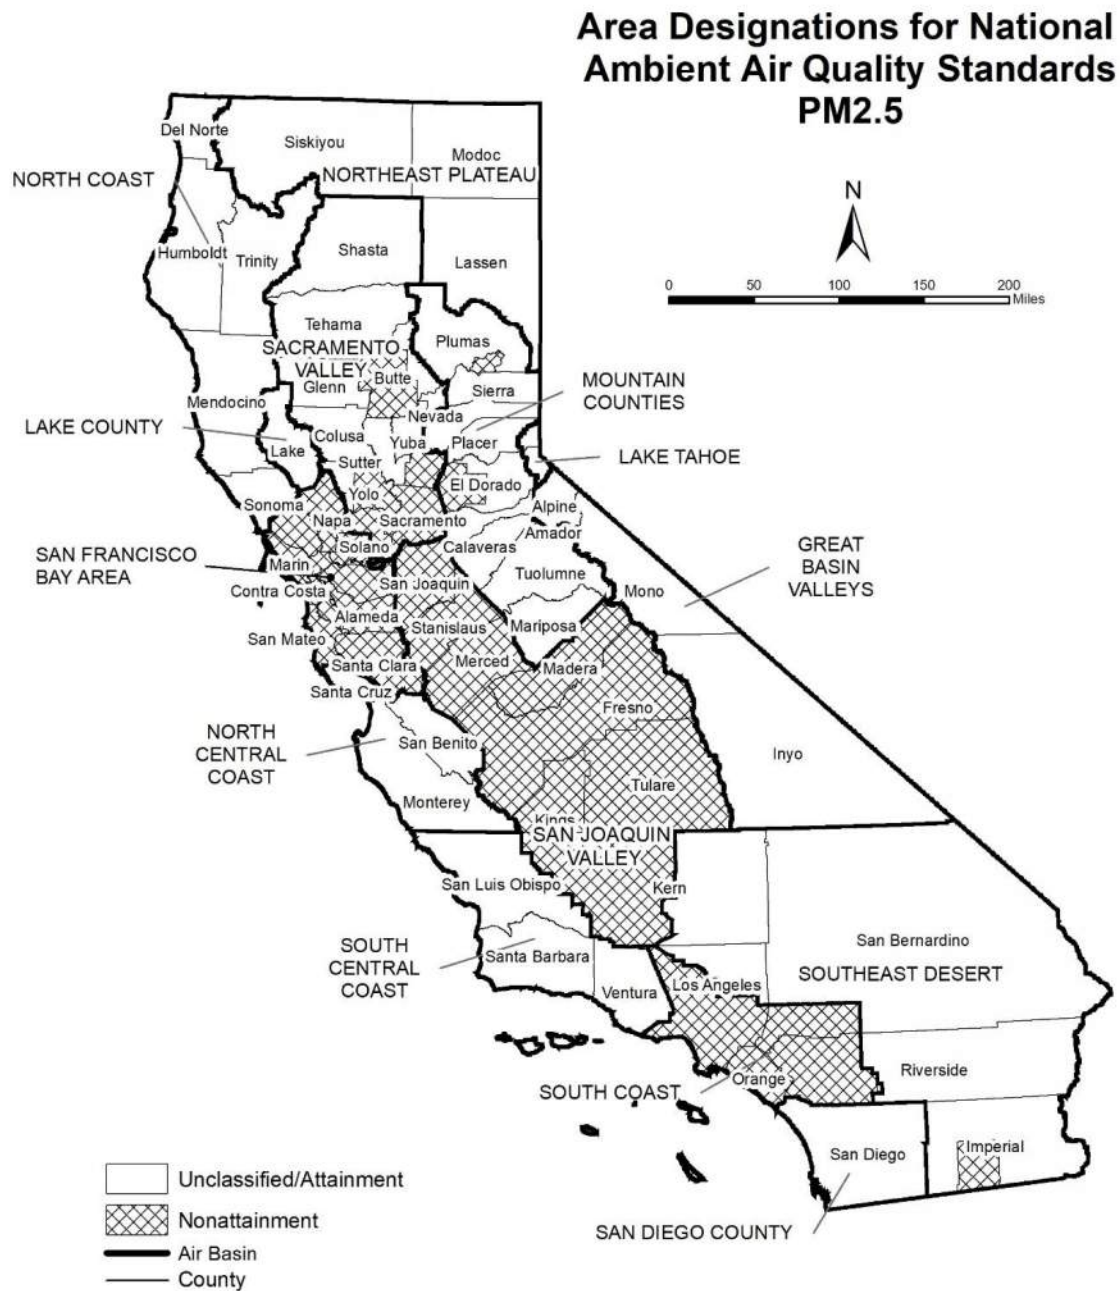 Area Designations for National
Ambient Air Quality Standards
PM2.5
Del Norte
Siskiyou
Modoc
NORTH COAST
NORTHEAST PLATEAU
N
Humboldt
Trinity
Shasta
Lassen
0 50 100 150 200
Miles
Tehama
Plumas
SACRAMENTO
VALLEY
Glenn
Butte
Sierra
MOUNTAIN
COUNTIES
Mendocino
Nevada
LAKE COUNTY
Colusa
Yuba
Placer
Lake
Sutter
LAKE TAHOE
El Dorado
Yolo
Sonoma
Alpine
Napa
Sacramento
Amador
SAN FRANCISCO
BAY AREA
Solano
Calaveras
GREAT
BASIN
VALLEYS
Marin
Tuolumne
Contra Costa
San Joaquin
Mono
Alameda
Stanislaus
Mariposa
San Mateo
Santa Clara
Merced
Madera
Santa Cruz
Fresno
NORTH
CENTRAL
COAST
San Benito
Inyo
Tulare
Monterey
Kings
SAN JOAQUIN
VALLEY
San Luis Obispo
Kern
SOUTH
CENTRAL
COAST
Santa Barbara
San Bernardino
SOUTHEAST DESERT
Ventura
Los Angeles
SOUTH COAST
Orange
Riverside
San Diego
Imperial
SAN DIEGO COUNTY
Unclassified/Attainment
Nonattainment
Air Basin
County